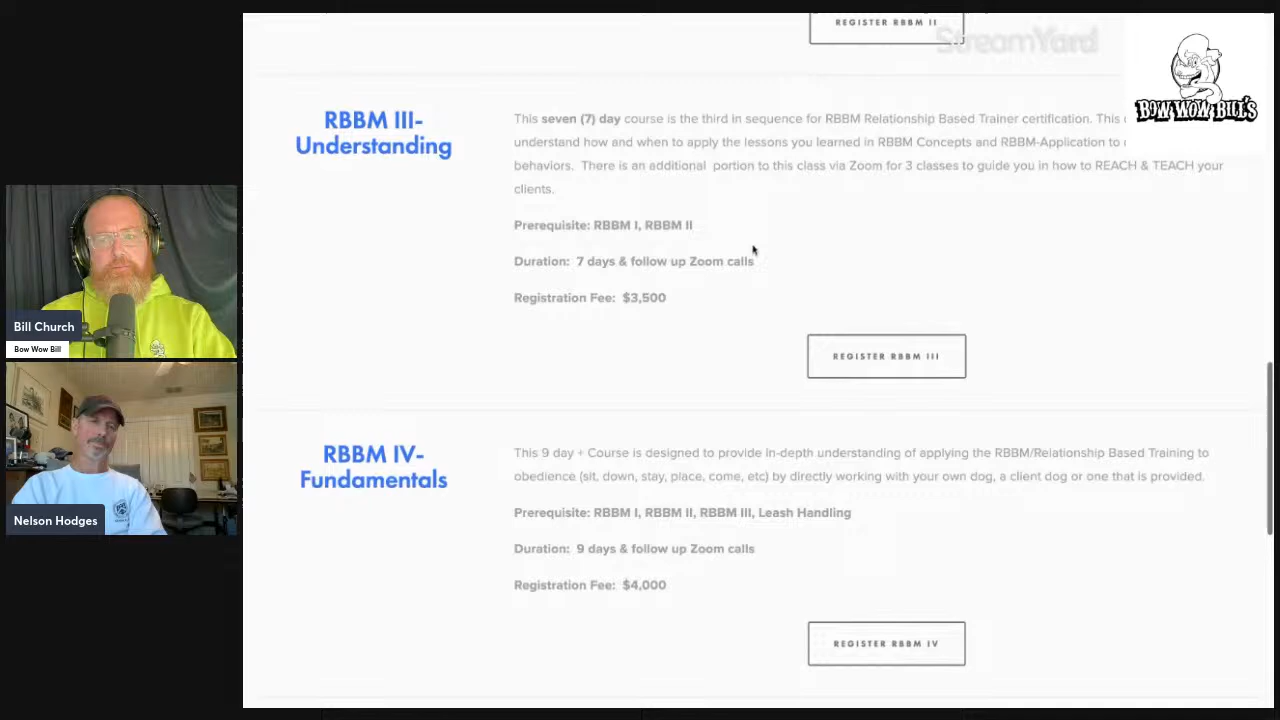 REGISTER RBBM II
StreamYard
BOW WOW BILL'S
RBBM III-
Understanding
This seven (7) day course is the third in sequence for RBBM Relationship Based Trainer certification. This
understand how and when to apply the lessons you learned in RBBM Concepts and RBBM-Application to
behaviors. There is an additional portion to this class via Zoom for 3 classes to guide you in how to REACH & TEACH your
clients.
Prerequisite: RBBM I, RBBM II
Duration: 7 days & follow up Zoom calls
Registration Fee: $3,500
REGISTER RBBM III
RBBM IV-
Fundamentals
This 9 day + Course is designed to provide in-depth understanding of applying the RBBM/Relationship Based Training to
obedience (sit, down, stay, place, come, etc) by directly working with your own dog, a client dog or one that is provided.
Prerequisite: RBBM I, RBBM II, RBBM III, Leash Handling
Duration: 9 days & follow up Zoom calls
Registration Fee: $4,000
REGISTER RBBM IV
Bill Church
Bow Wow Bill
Nelson Hodges